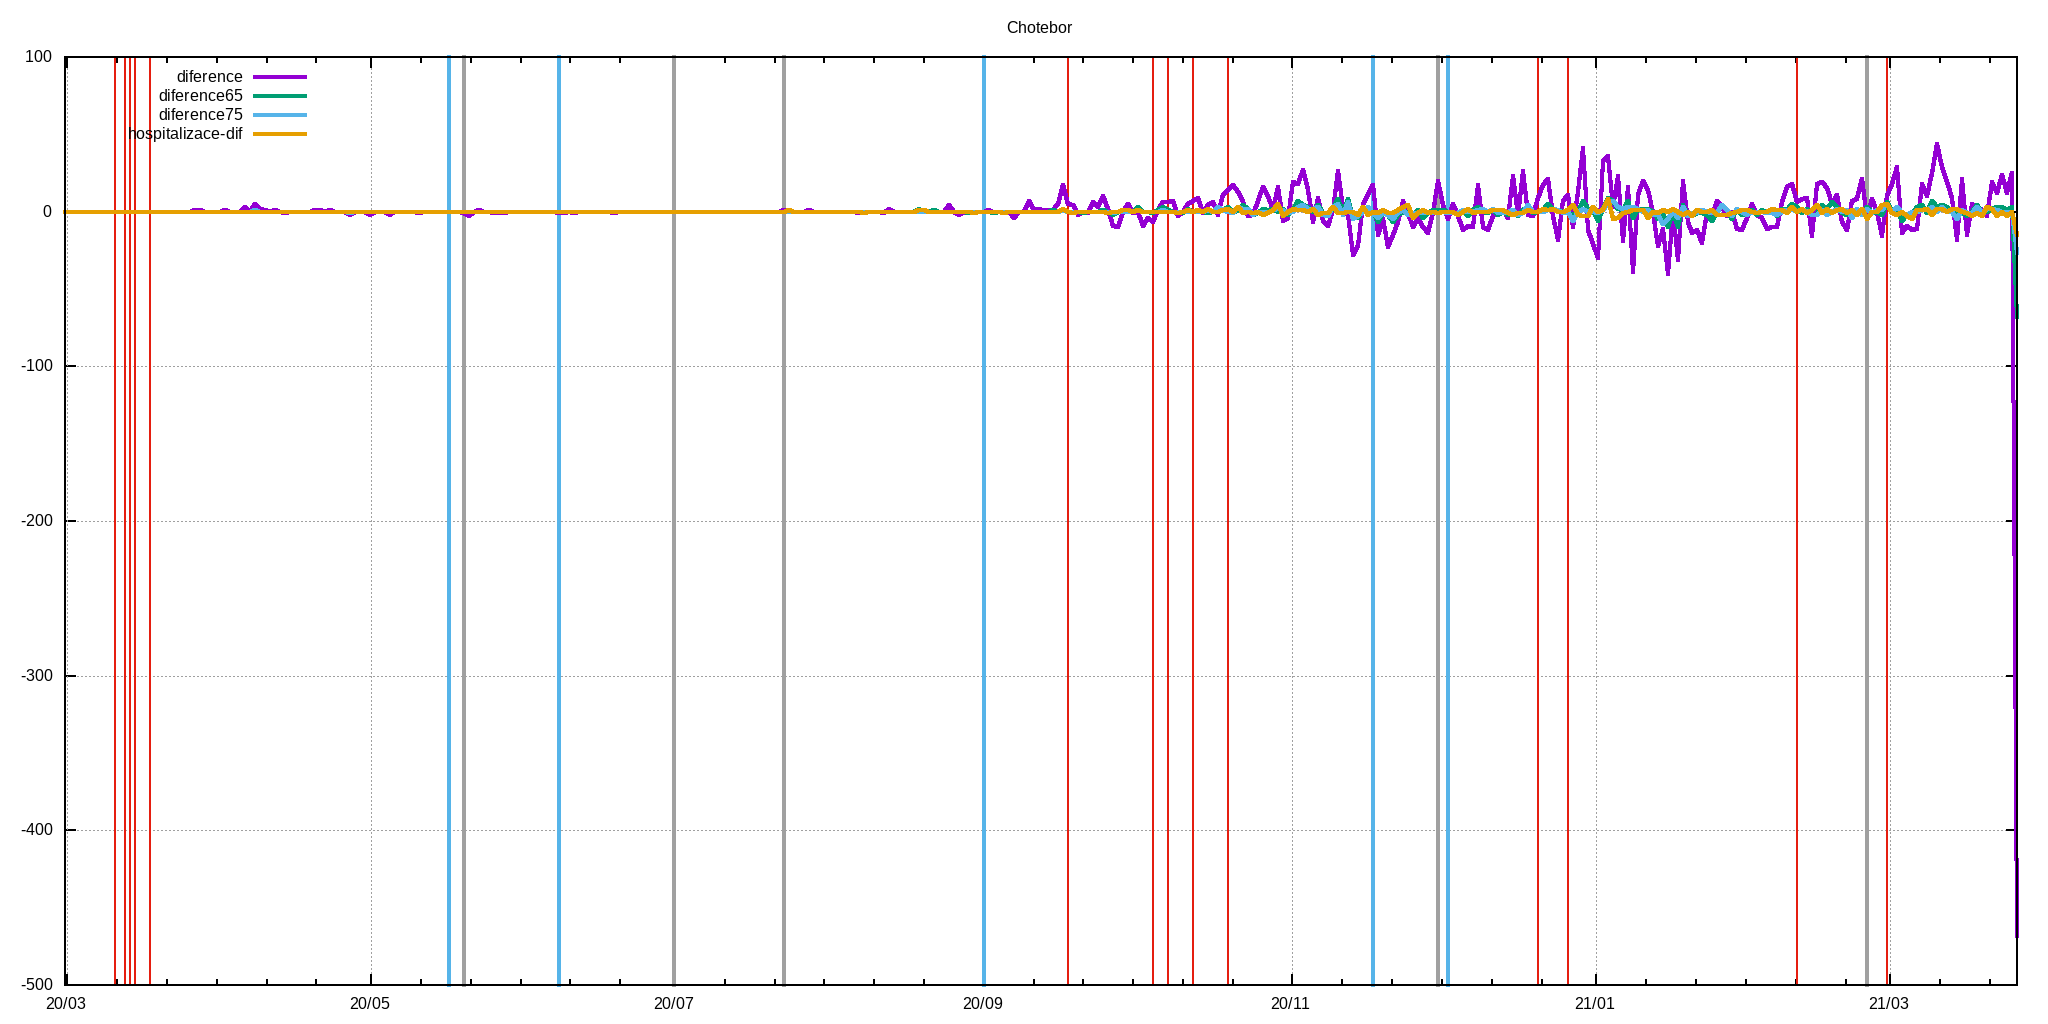 Chotebor
100
diference
diference65
diference75
hospitalizace-dif
0
-100
-200
-300
-400
-500
20/03 20/05 20/07 20/09 20/11 21/01 21/03